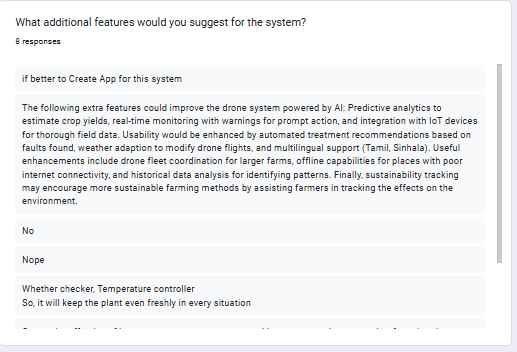 What additional features would you suggest for the system?
8 responses
if better to Create App for this system
The following extra features could improve the drone system powered by AI: Predictive analytics to
estimate crop yields, real-time monitoring with warnings for prompt action, and integration with IoT devices
for thorough field data. Usability would be enhanced by automated treatment recommendations based on
faults found, weather adaption to modify drone flights, and multilingual support (Tamil, Sinhala). Useful
enhancements include drone fleet coordination for larger farms, offline capabilities for places with poor
internet connectivity, and historical data analysis for identifying patterns. Finally, sustainability tracking
may encourage more sustainable farming methods by assisting farmers in tracking the effects on the
environment.
No
Nope
Whether checker, Temperature controller
So, it will keep the plant even freshly in every situation